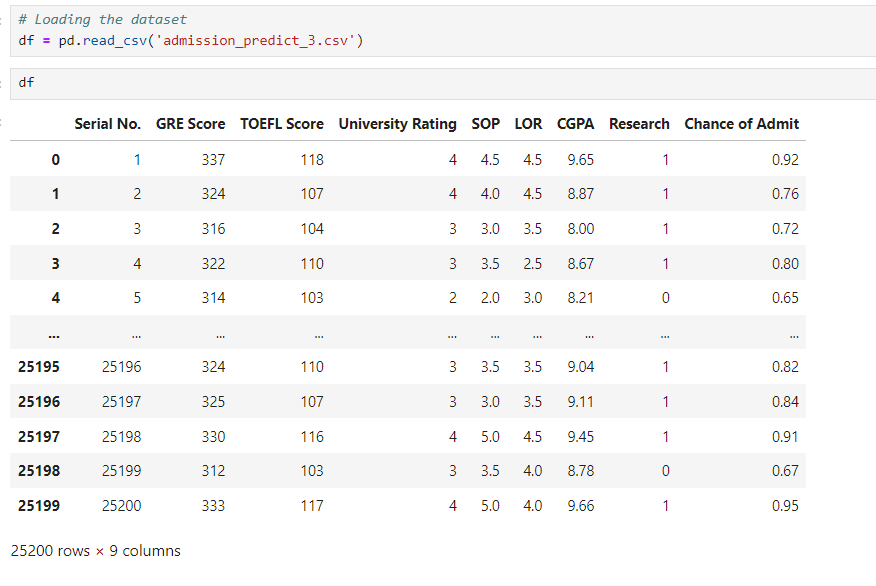 # Loading the dataset
df = pd.read_csv('admission_predict_3.csv')
df
Serial No. GRE Score TOEFL Score University Rating SOP LOR CGPA Research Chance of Admit
0 1 337 118 4 4.5 4.5 9.65 1 0.92
1 2 324 107 4 4.0 4.5 8.87 1 0.76
2 3 316 104 3 3.0 3.5 8.00 1 0.72
3 4 322 110 3 3.5 2.5 8.67 1 0.80
4 5 314 103 2 2.0 3.0 8.21 0 0.65
... ... ... ... ... ... ... ... ... ...
25195 25196 324 110 3 3.5 3.5 9.04 1 0.82
25196 25197 325 107 3 3.0 3.5 9.11 1 0.84
25197 25198 330 116 4 5.0 4.5 9.45 1 0.91
25198 25199 312 103 3 3.5 4.0 8.78 0 0.67
25199 25200 333 117 4 5.0 4.0 9.66 1 0.95
25200 rows × 9 columns